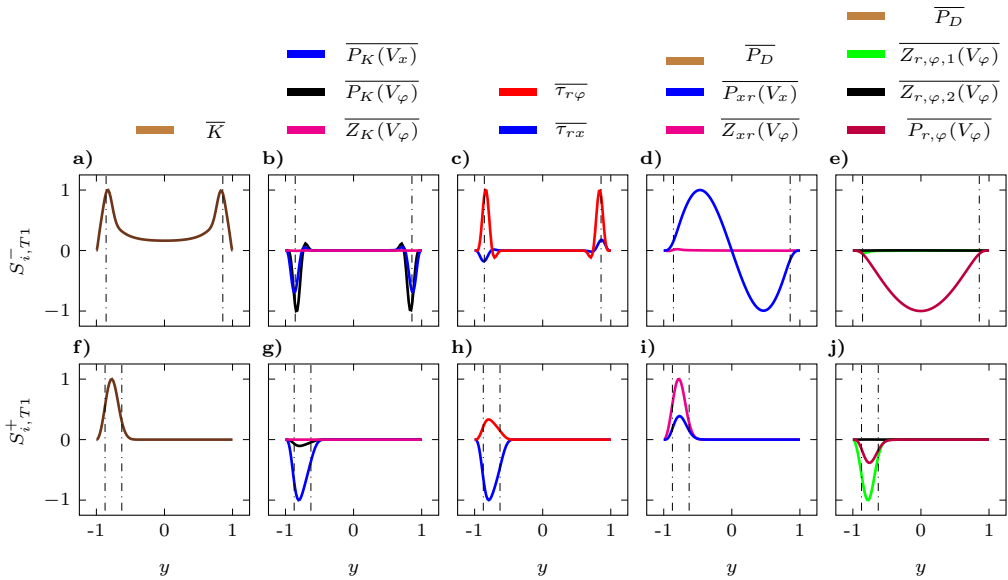 $\overline{P_D}$
$\overline{P_K(V_x)}$ $\overline{P_D}$ $\overline{Z_{r,\varphi,1}(V_\varphi)}$
$\overline{P_K(V_\varphi)}$ $\overline{\tau_{r\varphi}}$ $\overline{P_{xr}(V_x)}$ $\overline{Z_{r,\varphi,2}(V_\varphi)}$
$\overline{K}$ $\overline{Z_K(V_\varphi)}$ $\overline{\tau_{rx}}$ $\overline{Z_{xr}(V_\varphi)}$ $\overline{P_{r,\varphi}(V_\varphi)}$
a) b) c) d) e)
1
0
−1
$S^-_{i,T1}$
f) g) h) i) j)
1
0
−1
$S^+_{i,T1}$
-1 0 1 -1 0 1 -1 0 1 -1 0 1 -1 0 1
y y y y y